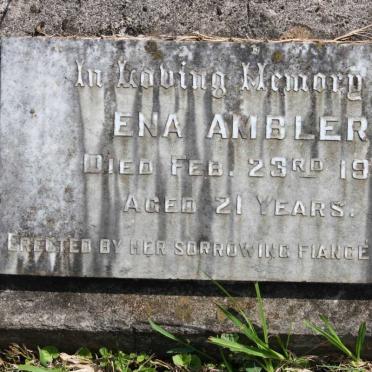 In Loving Memory
ENA AMBLER
DIED FEB. 23RD 19
AGED 21 YEARS.
ERECTED BY HER SORROWING FIANCE